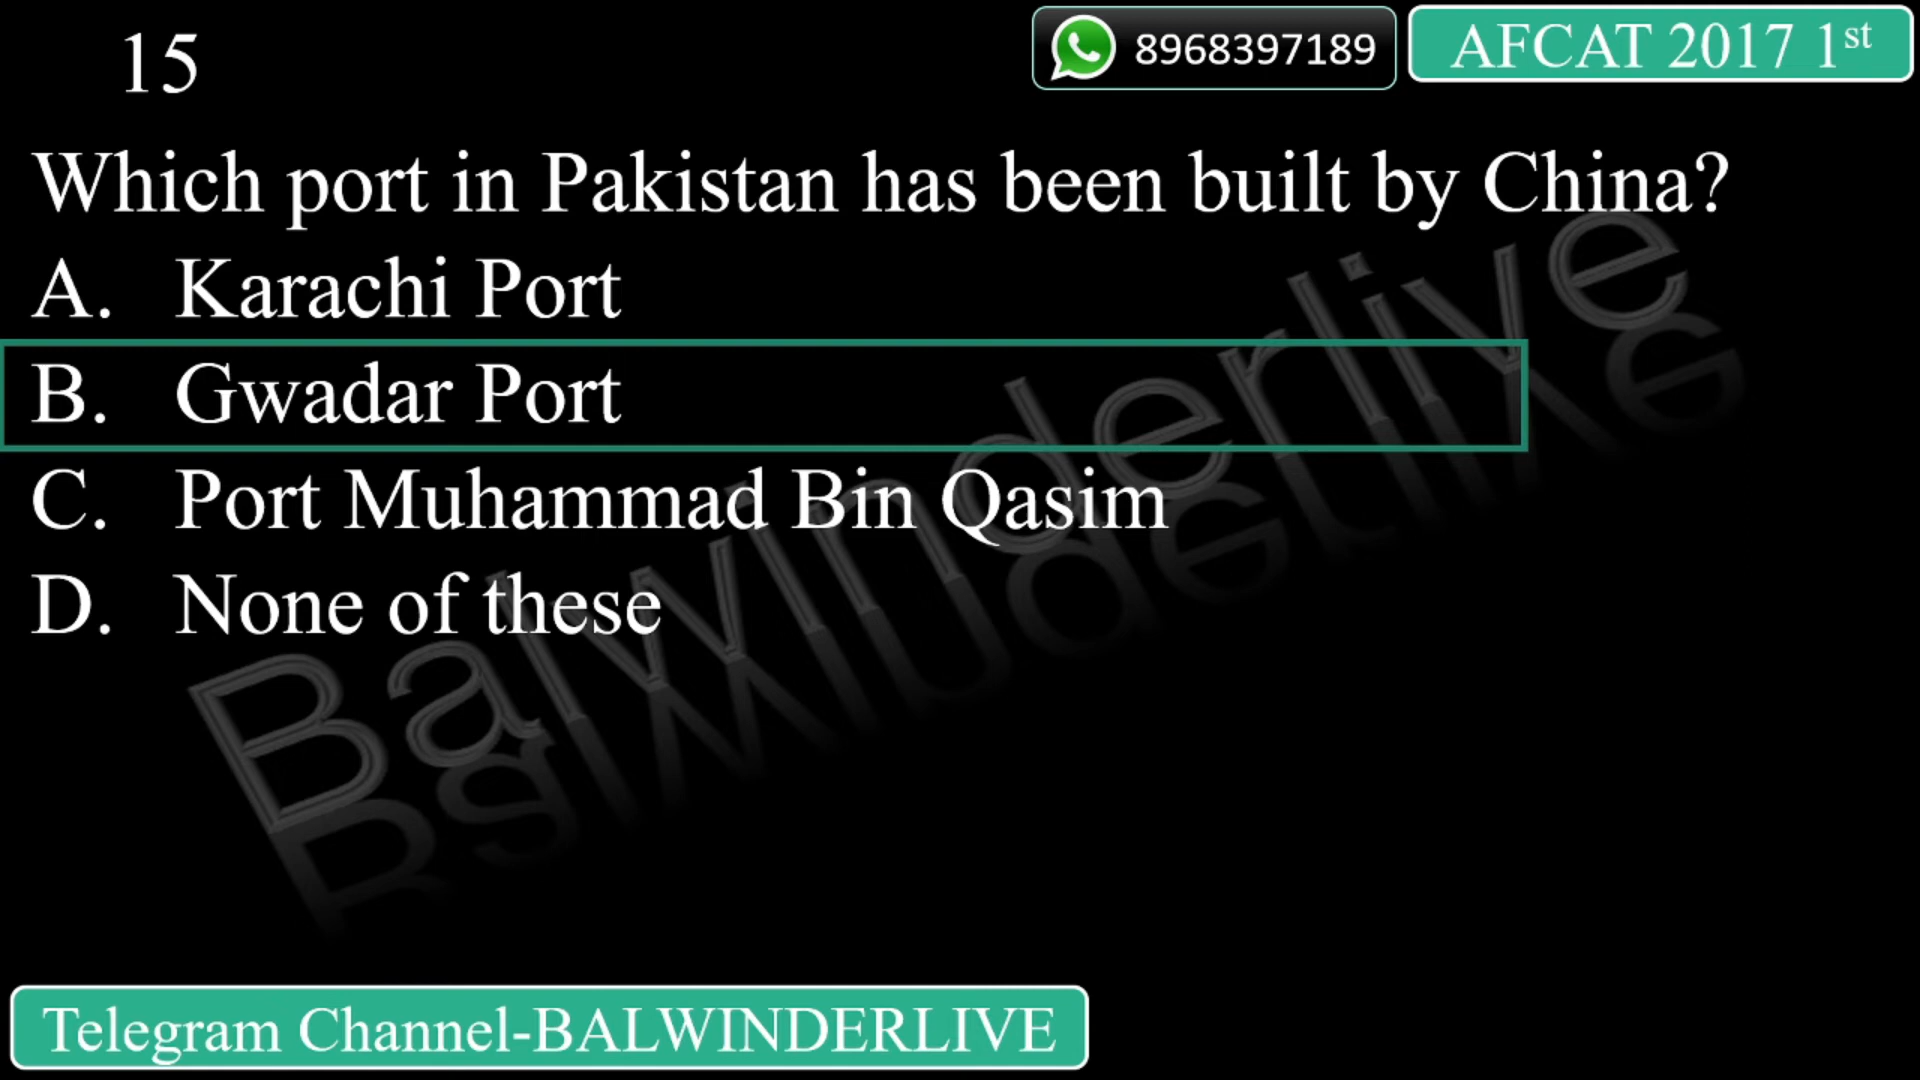 15
8968397189
AFCAT 2017 1st
Which port in Pakistan has been built by China?
A. Karachi Port
B. Gwadar Port
C. Port Muhammad Bin Qasim
D. None of these
Balwinderlive
Telegram Channel-BALWINDERLIVE